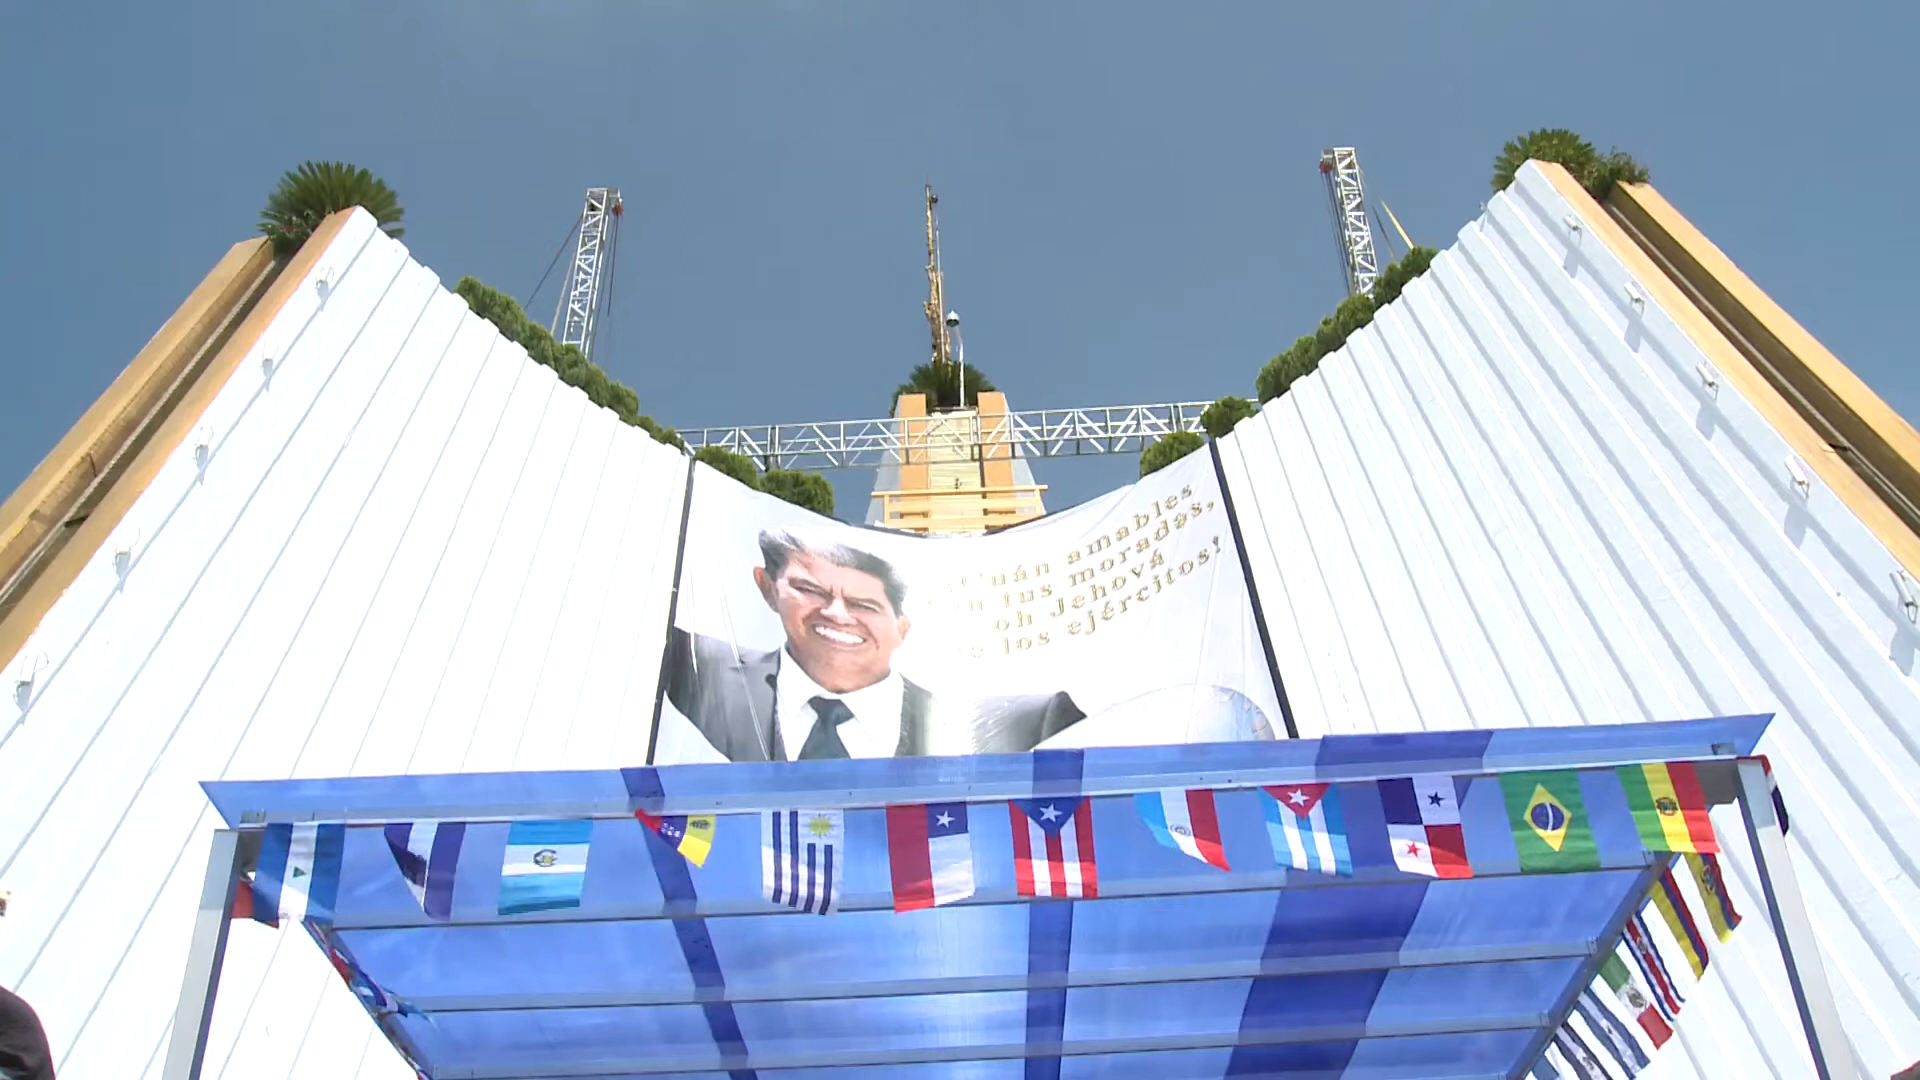 ¡Cuán amables
tus moradas,
oh Jehová
los ejércitos!